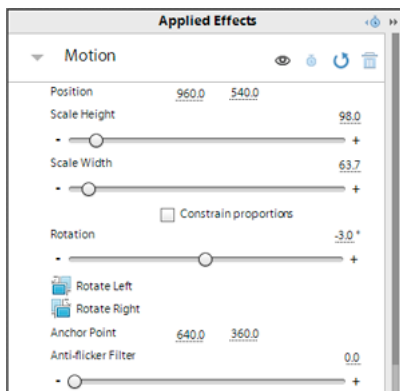 Applied Effects
Motion
Position 960.0 540.0
Scale Height 98.0
- +
Scale Width 63.7
- +
Constrain proportions
Rotation -3.0 °
- +
Rotate Left
Rotate Right
Anchor Point 640.0 360.0
Anti-flicker Filter 0.0
- +